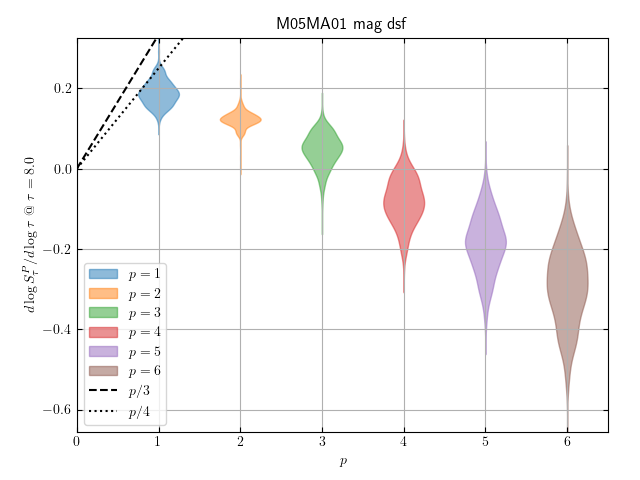 M05MA01 mag dsf
d log S_τ^P / d log τ @ τ = 8.0
0.2
0.0
−0.2
−0.4
−0.6
p = 1
p = 2
p = 3
p = 4
p = 5
p = 6
p/3
p/4
0 1 2 3 4 5 6
p